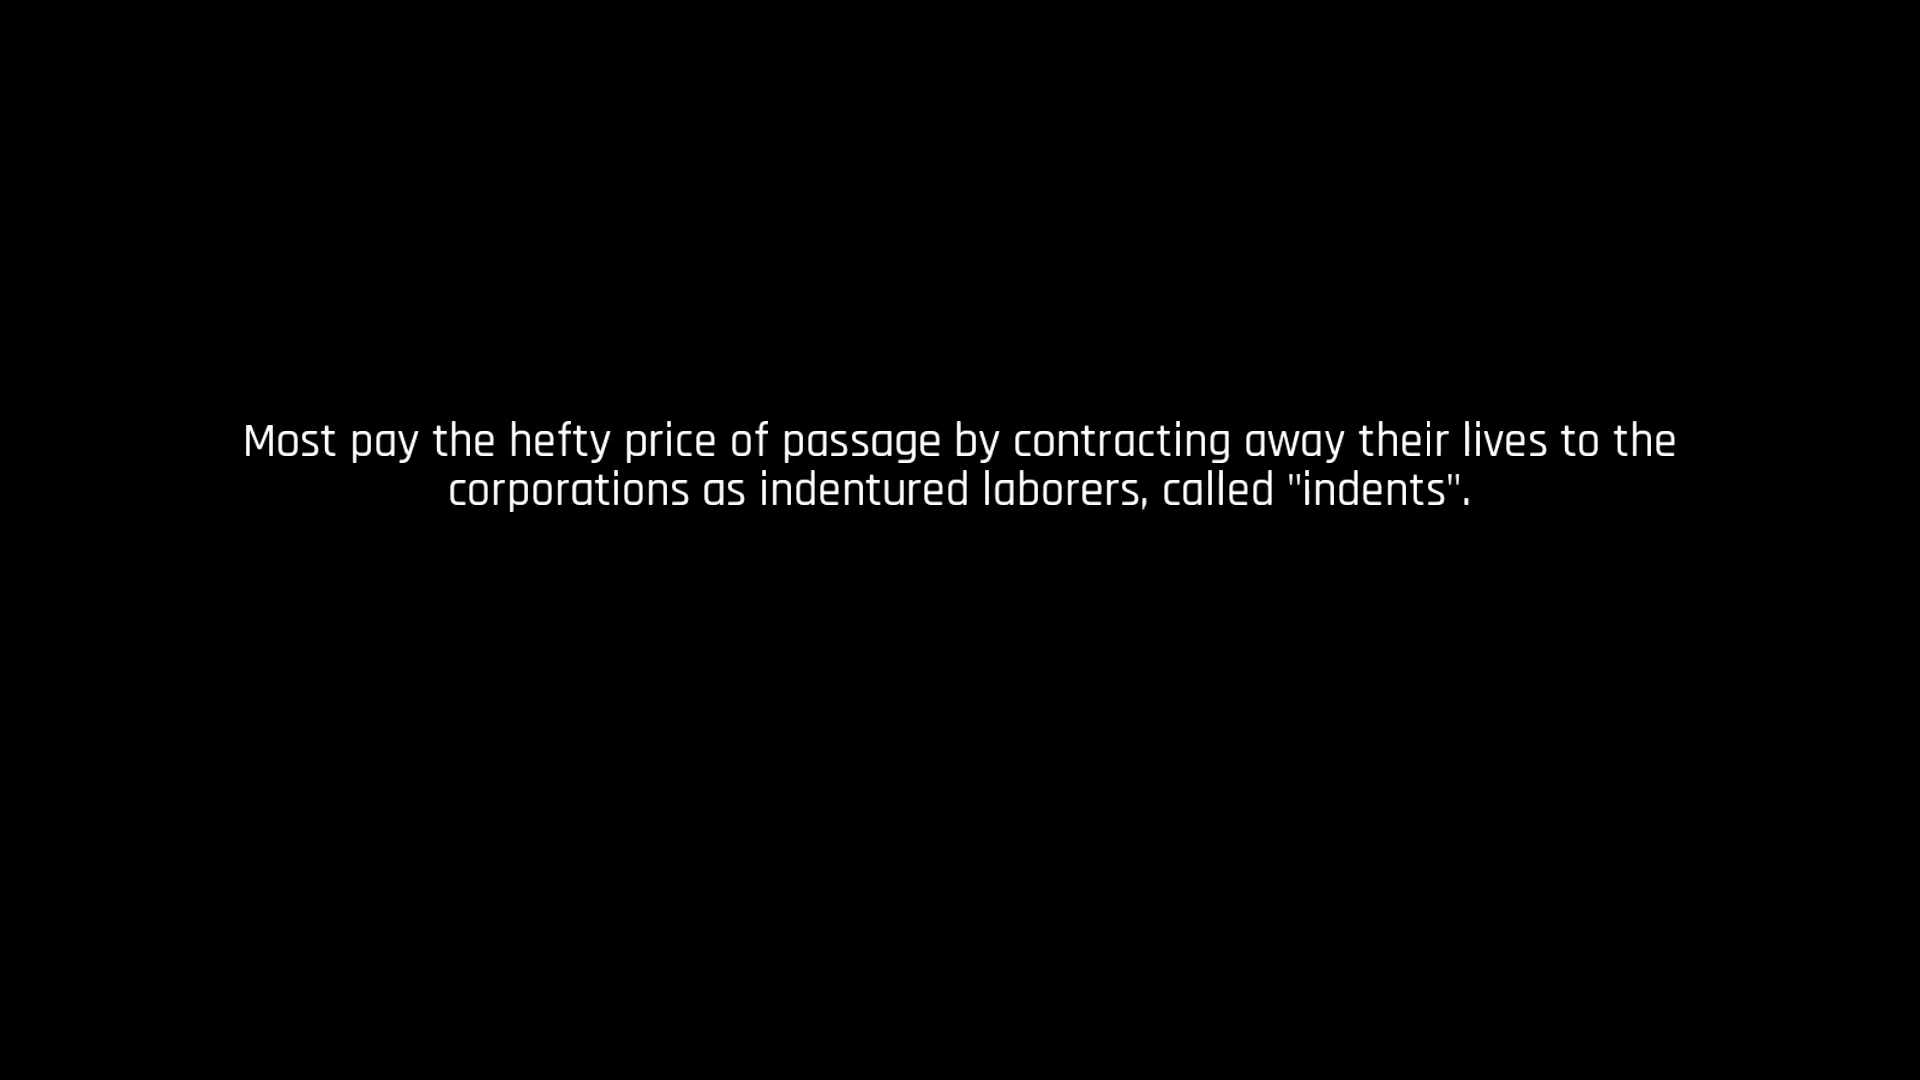 Most pay the hefty price of passage by contracting away their lives to the
corporations as indentured laborers, called "indents".